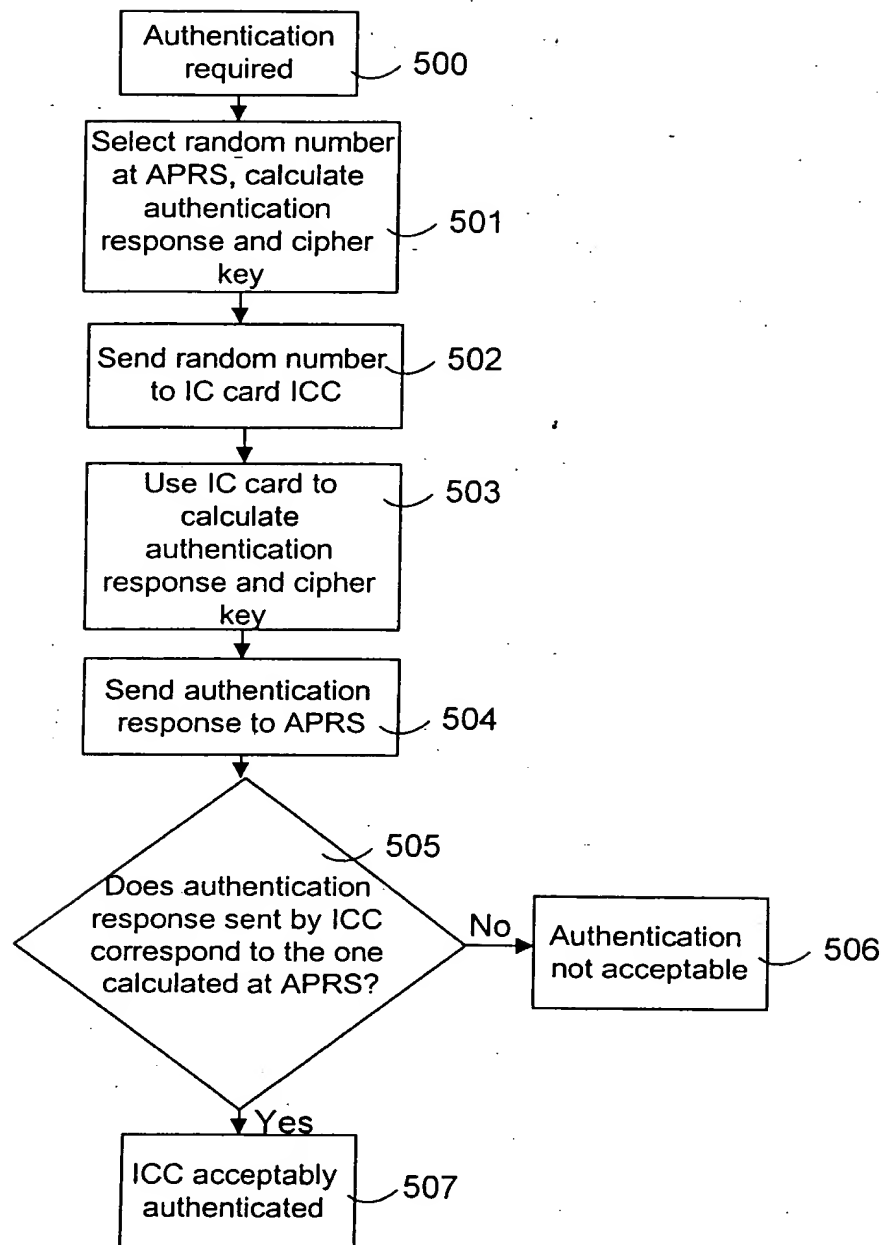 Authentication
required
500
Select random number
at APRS, calculate
authentication
response and cipher
key
501
Send random number
to IC card ICC
502
Use IC card to
calculate
authentication
response and cipher
key
503
Send authentication
response to APRS
504
505
Does authentication
response sent by ICC
correspond to the one
calculated at APRS?
No
Authentication
not acceptable
506
Yes
ICC acceptably
authenticated
507